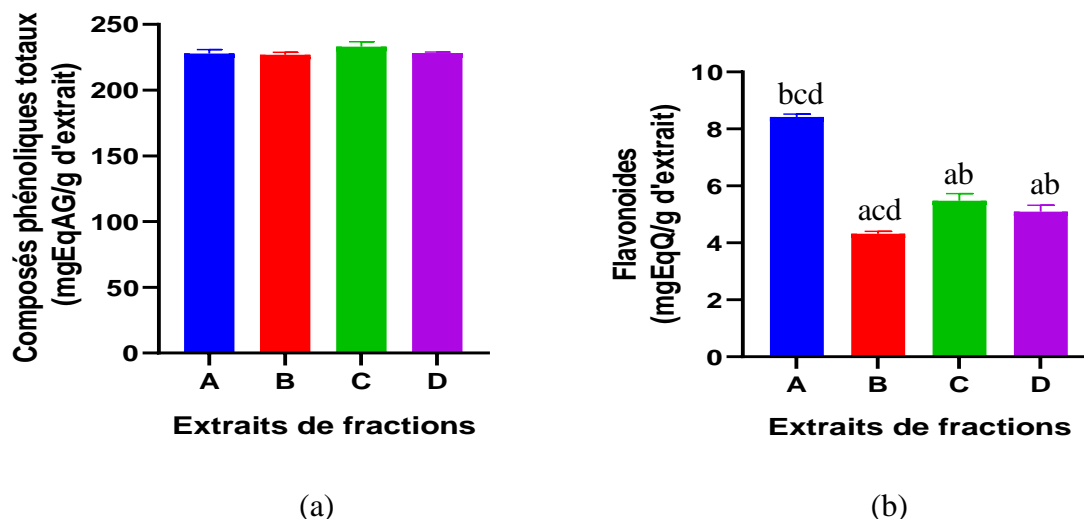 Composés phénoliques totaux
(mgEqAG/g d'extrait)
250
200
150
100
50
0
A B C D
Extraits de fractions
(a)
Flavonoides
(mgEqQ/g d'extrait)
10
8
6
4
2
0
bcd
acd
ab
ab
A B C D
Extraits de fractions
(b)